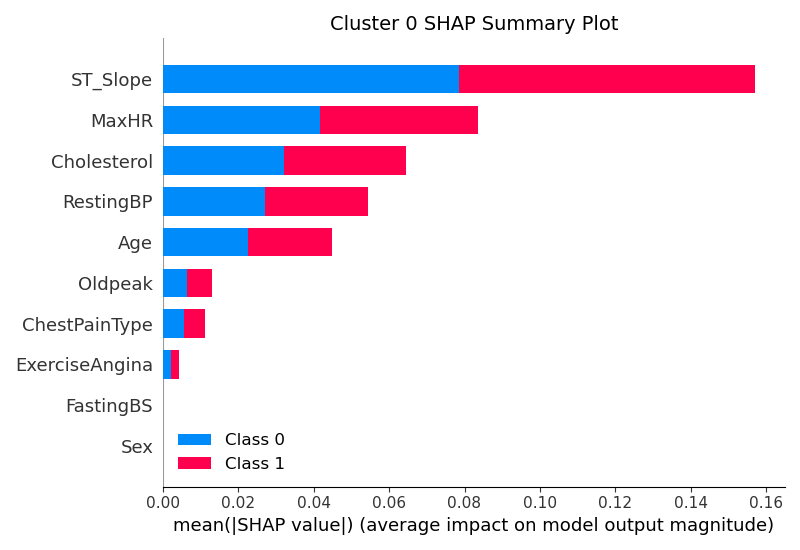 Cluster 0 SHAP Summary Plot
ST_Slope
MaxHR
Cholesterol
RestingBP
Age
Oldpeak
ChestPainType
ExerciseAngina
FastingBS
Sex
Class 0
Class 1
0.00 0.02 0.04 0.06 0.08 0.10 0.12 0.14 0.16
mean(|SHAP value|) (average impact on model output magnitude)